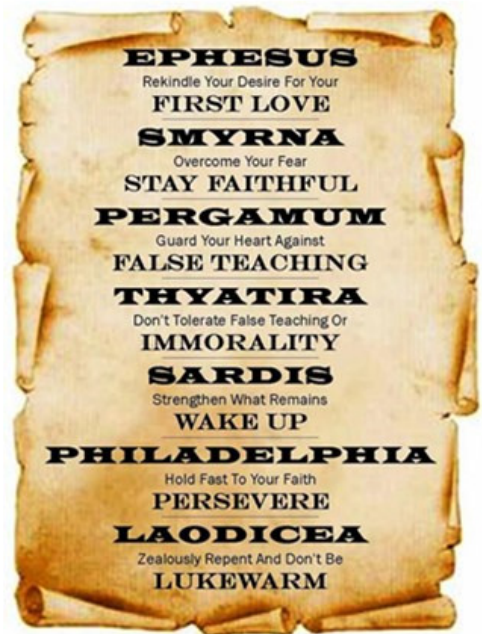 EPHESUS
Rekindle Your Desire For Your
FIRST LOVE
SMYRNA
Overcome Your Fear
STAY FAITHFUL
PERGAMUM
Guard Your Heart Against
FALSE TEACHING
THYATIRA
Don't Tolerate False Teaching Or
IMMORALITY
SARDIS
Strengthen What Remains
WAKE UP
PHILADELPHIA
Hold Fast To Your Faith
PERSEVERE
LAODICEA
Zealously Repent And Don't Be
LUKEWARM